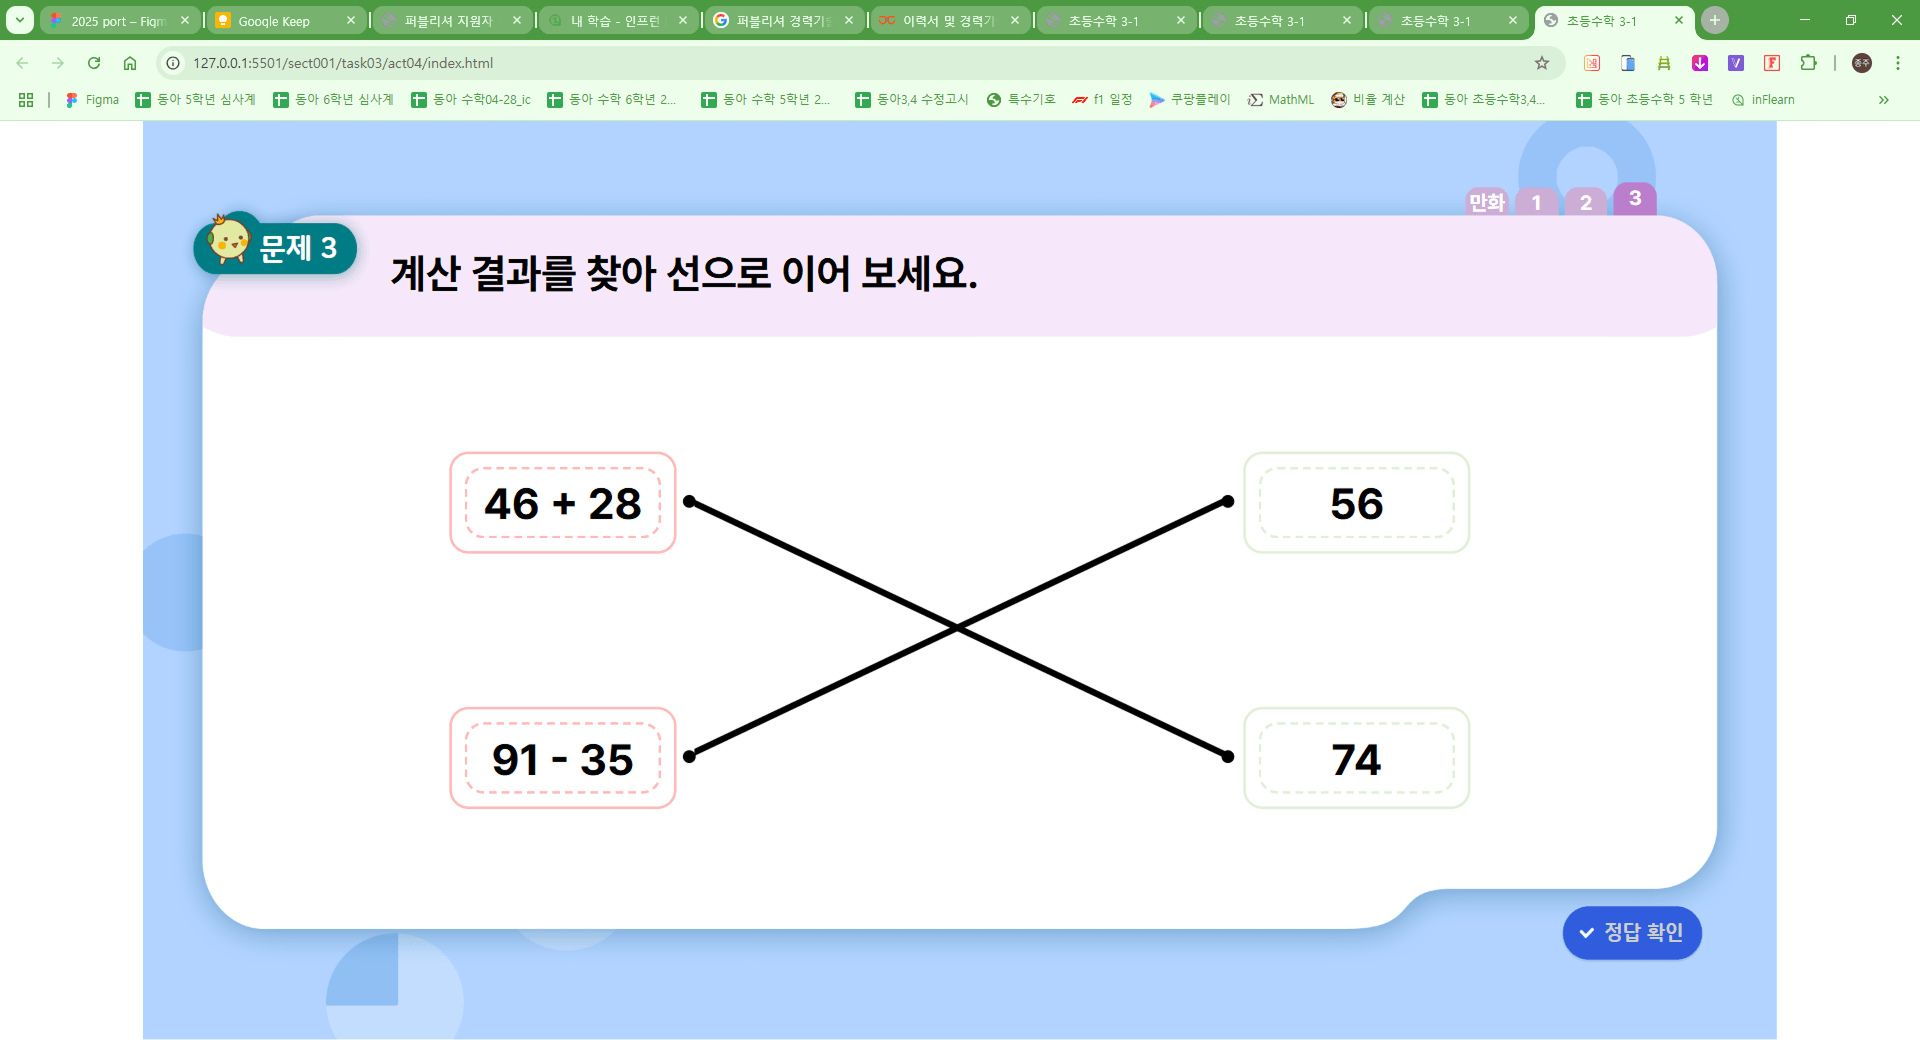 2025 port – Figm
Google Keep
퍼블리셔 지원자
내 학습 - 인프런
퍼블리셔 경력기술
이력서 및 경력기
초등수학 3-1
초등수학 3-1
초등수학 3-1
초등수학 3-1
127.0.0.1:5501/sect001/task03/act04/index.html
종주
Figma
동아 5학년 심사계
동아 6학년 심사계
동아 수학04-28_ic
동아 수학 6학년 2...
동아 수학 5학년 2...
동아3,4 수정고시
특수기호
f1 일정
쿠팡플레이
MathML
비율 계산
동아 초등수학3,4...
동아 초등수학 5 학년
inFlearn
만화 1 2 3
문제 3
계산 결과를 찾아 선으로 이어 보세요.
46 + 28
56
91 - 35
74
정답 확인